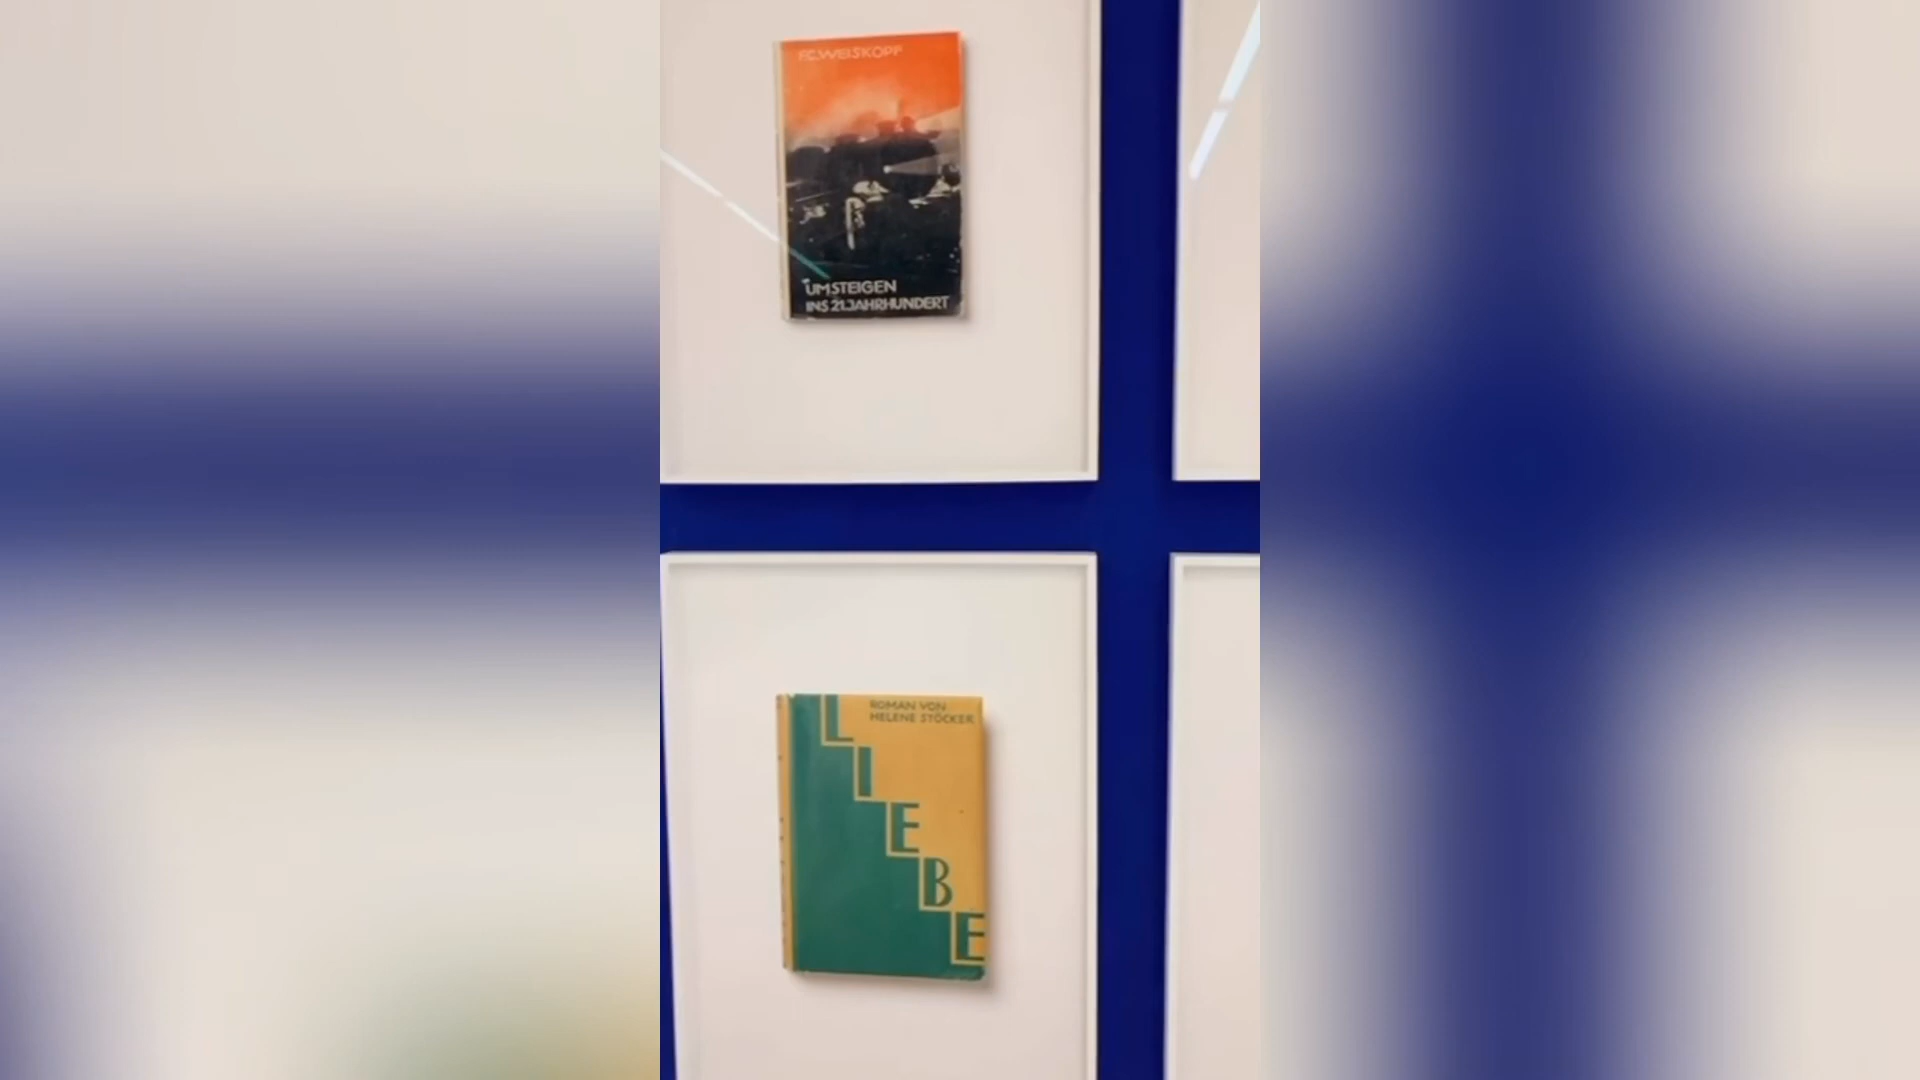 F.C.WEISKOPF
UMSTEIGEN
INS 21.JAHRHUNDERT
ROMAN VON
HELENE STÖCKER
LIEBE